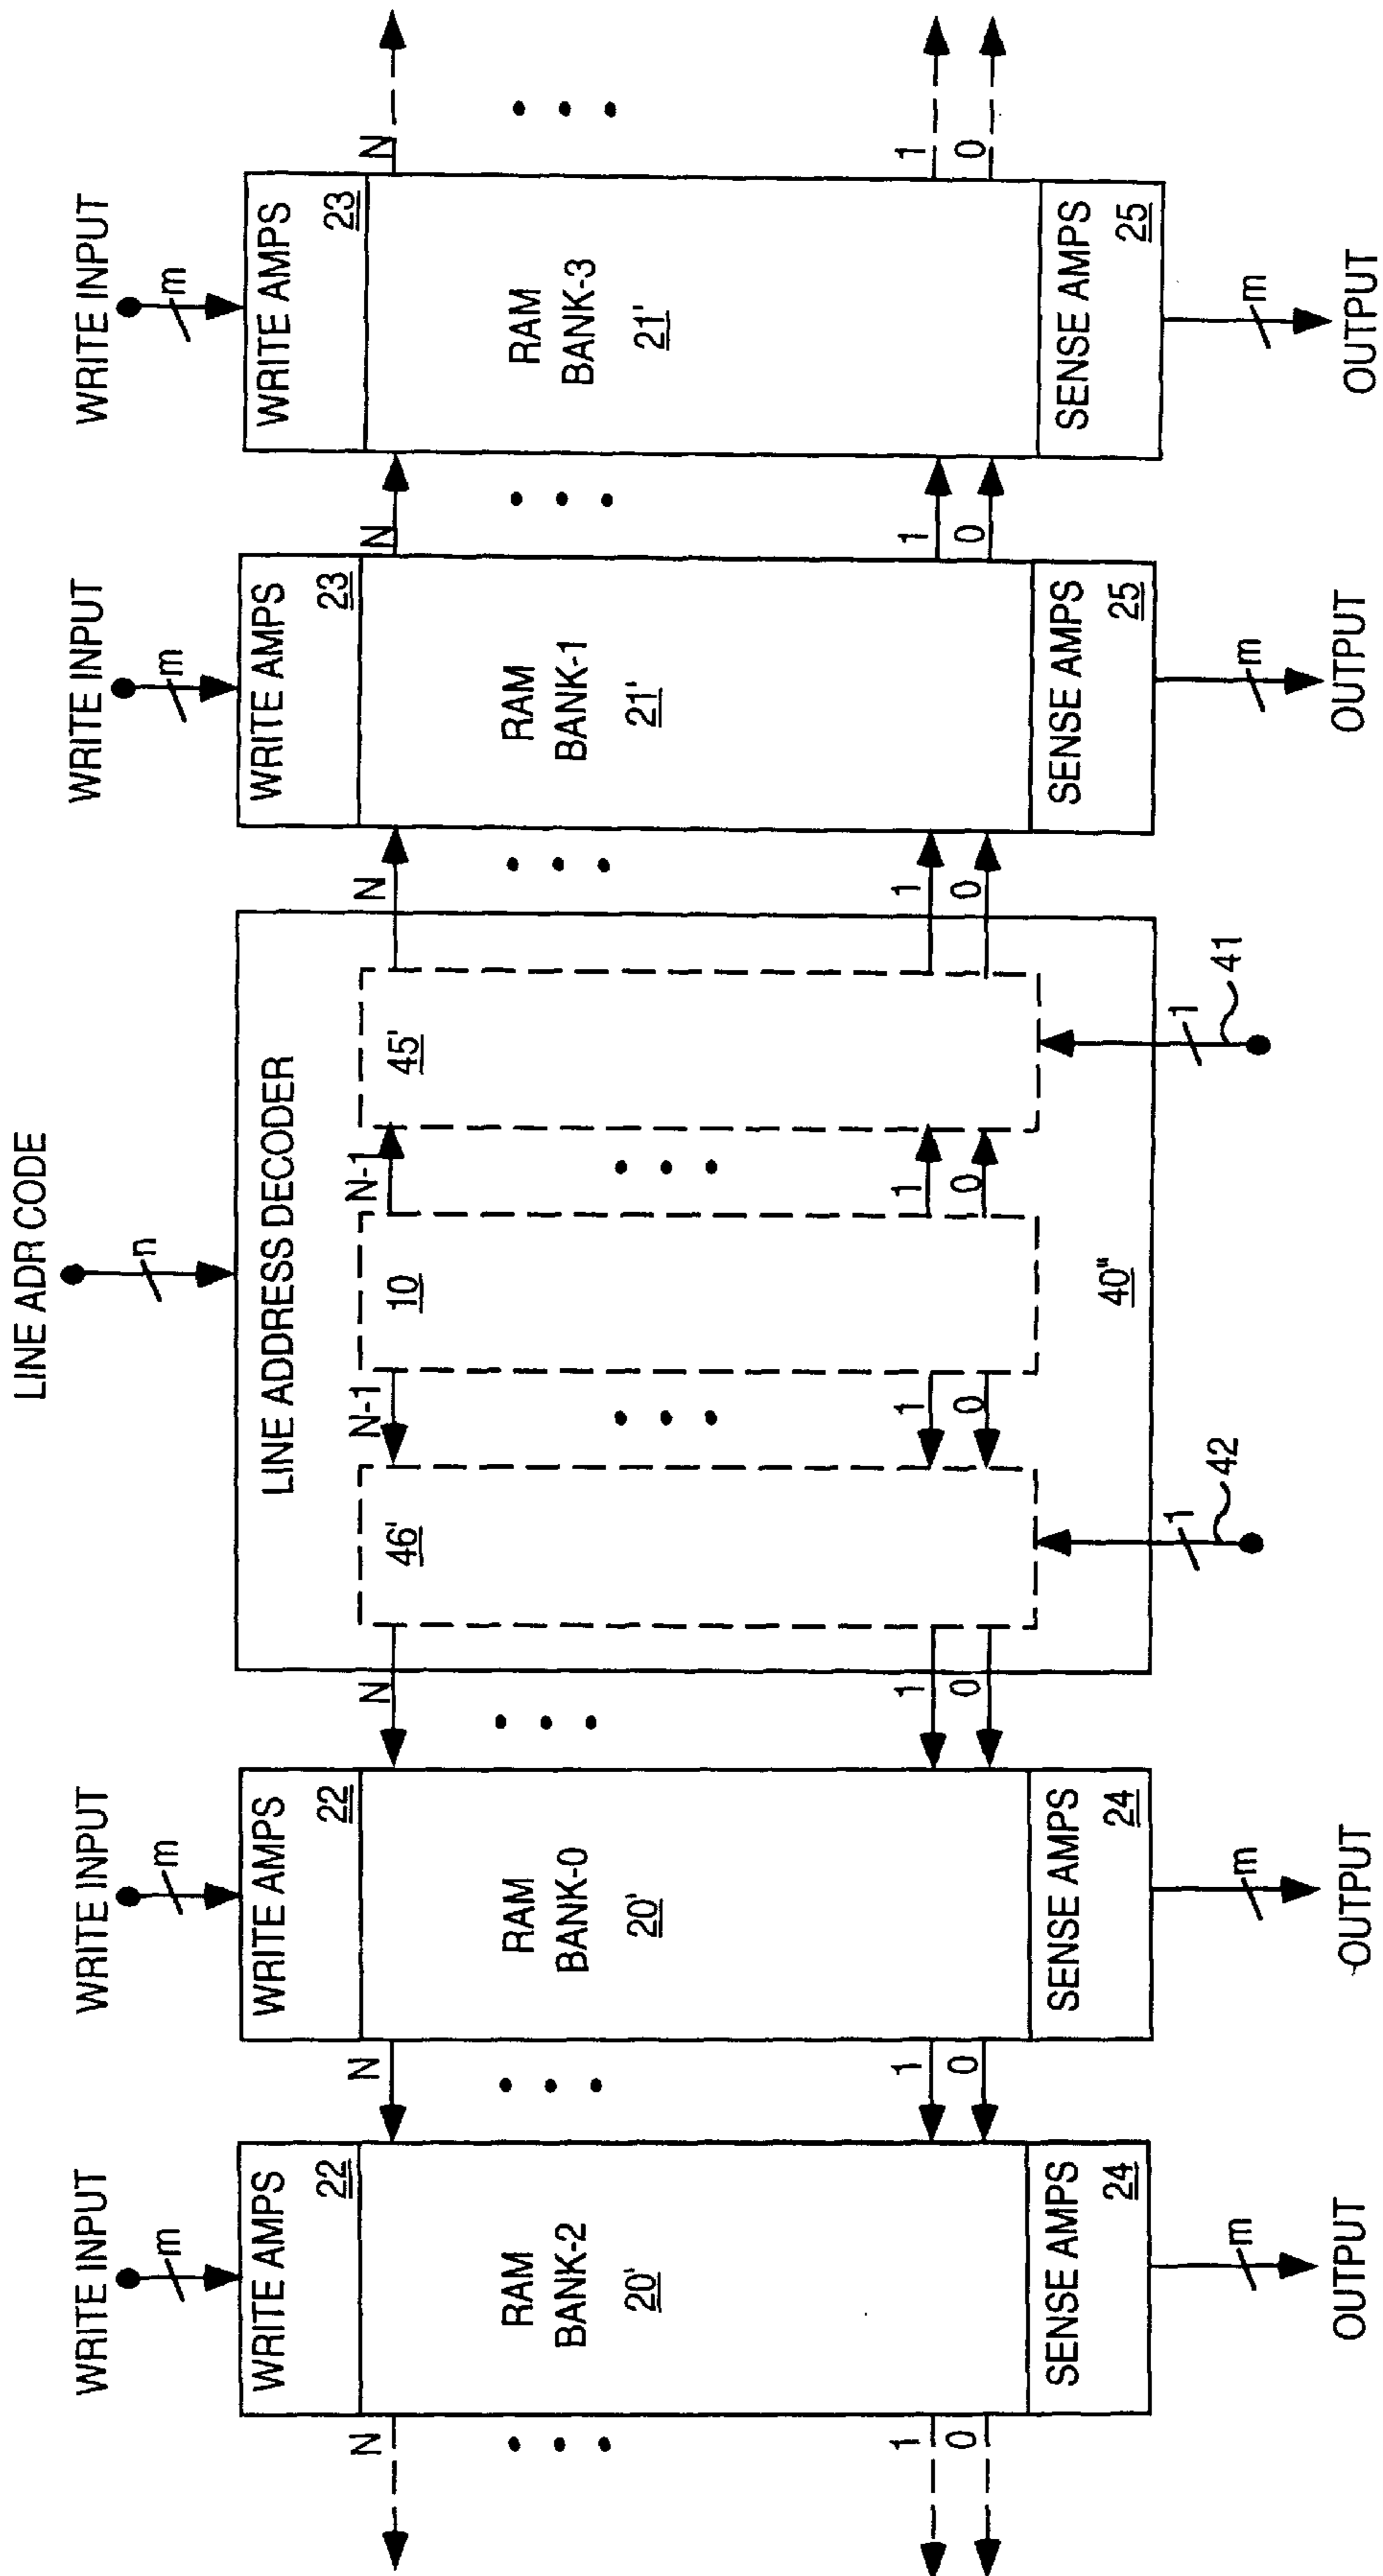 WRITE INPUT
m
WRITE AMPS
22
RAM
BANK-2
20'
SENSE AMPS
24
m
OUTPUT
N
1
0
N
1
0
WRITE INPUT
m
WRITE AMPS
22
RAM
BANK-0
20'
SENSE AMPS
24
m
OUTPUT
N
1
0
LINE ADR CODE
n
LINE ADDRESS DECODER
46'
N-1
1
0
10
N-1
1
0
45'
40"
1
42
1
41
N
1
0
WRITE INPUT
m
WRITE AMPS
23
RAM
BANK-1
21'
SENSE AMPS
25
m
OUTPUT
N
1
0
WRITE INPUT
m
WRITE AMPS
23
RAM
BANK-3
21'
SENSE AMPS
25
m
OUTPUT
N
1
0